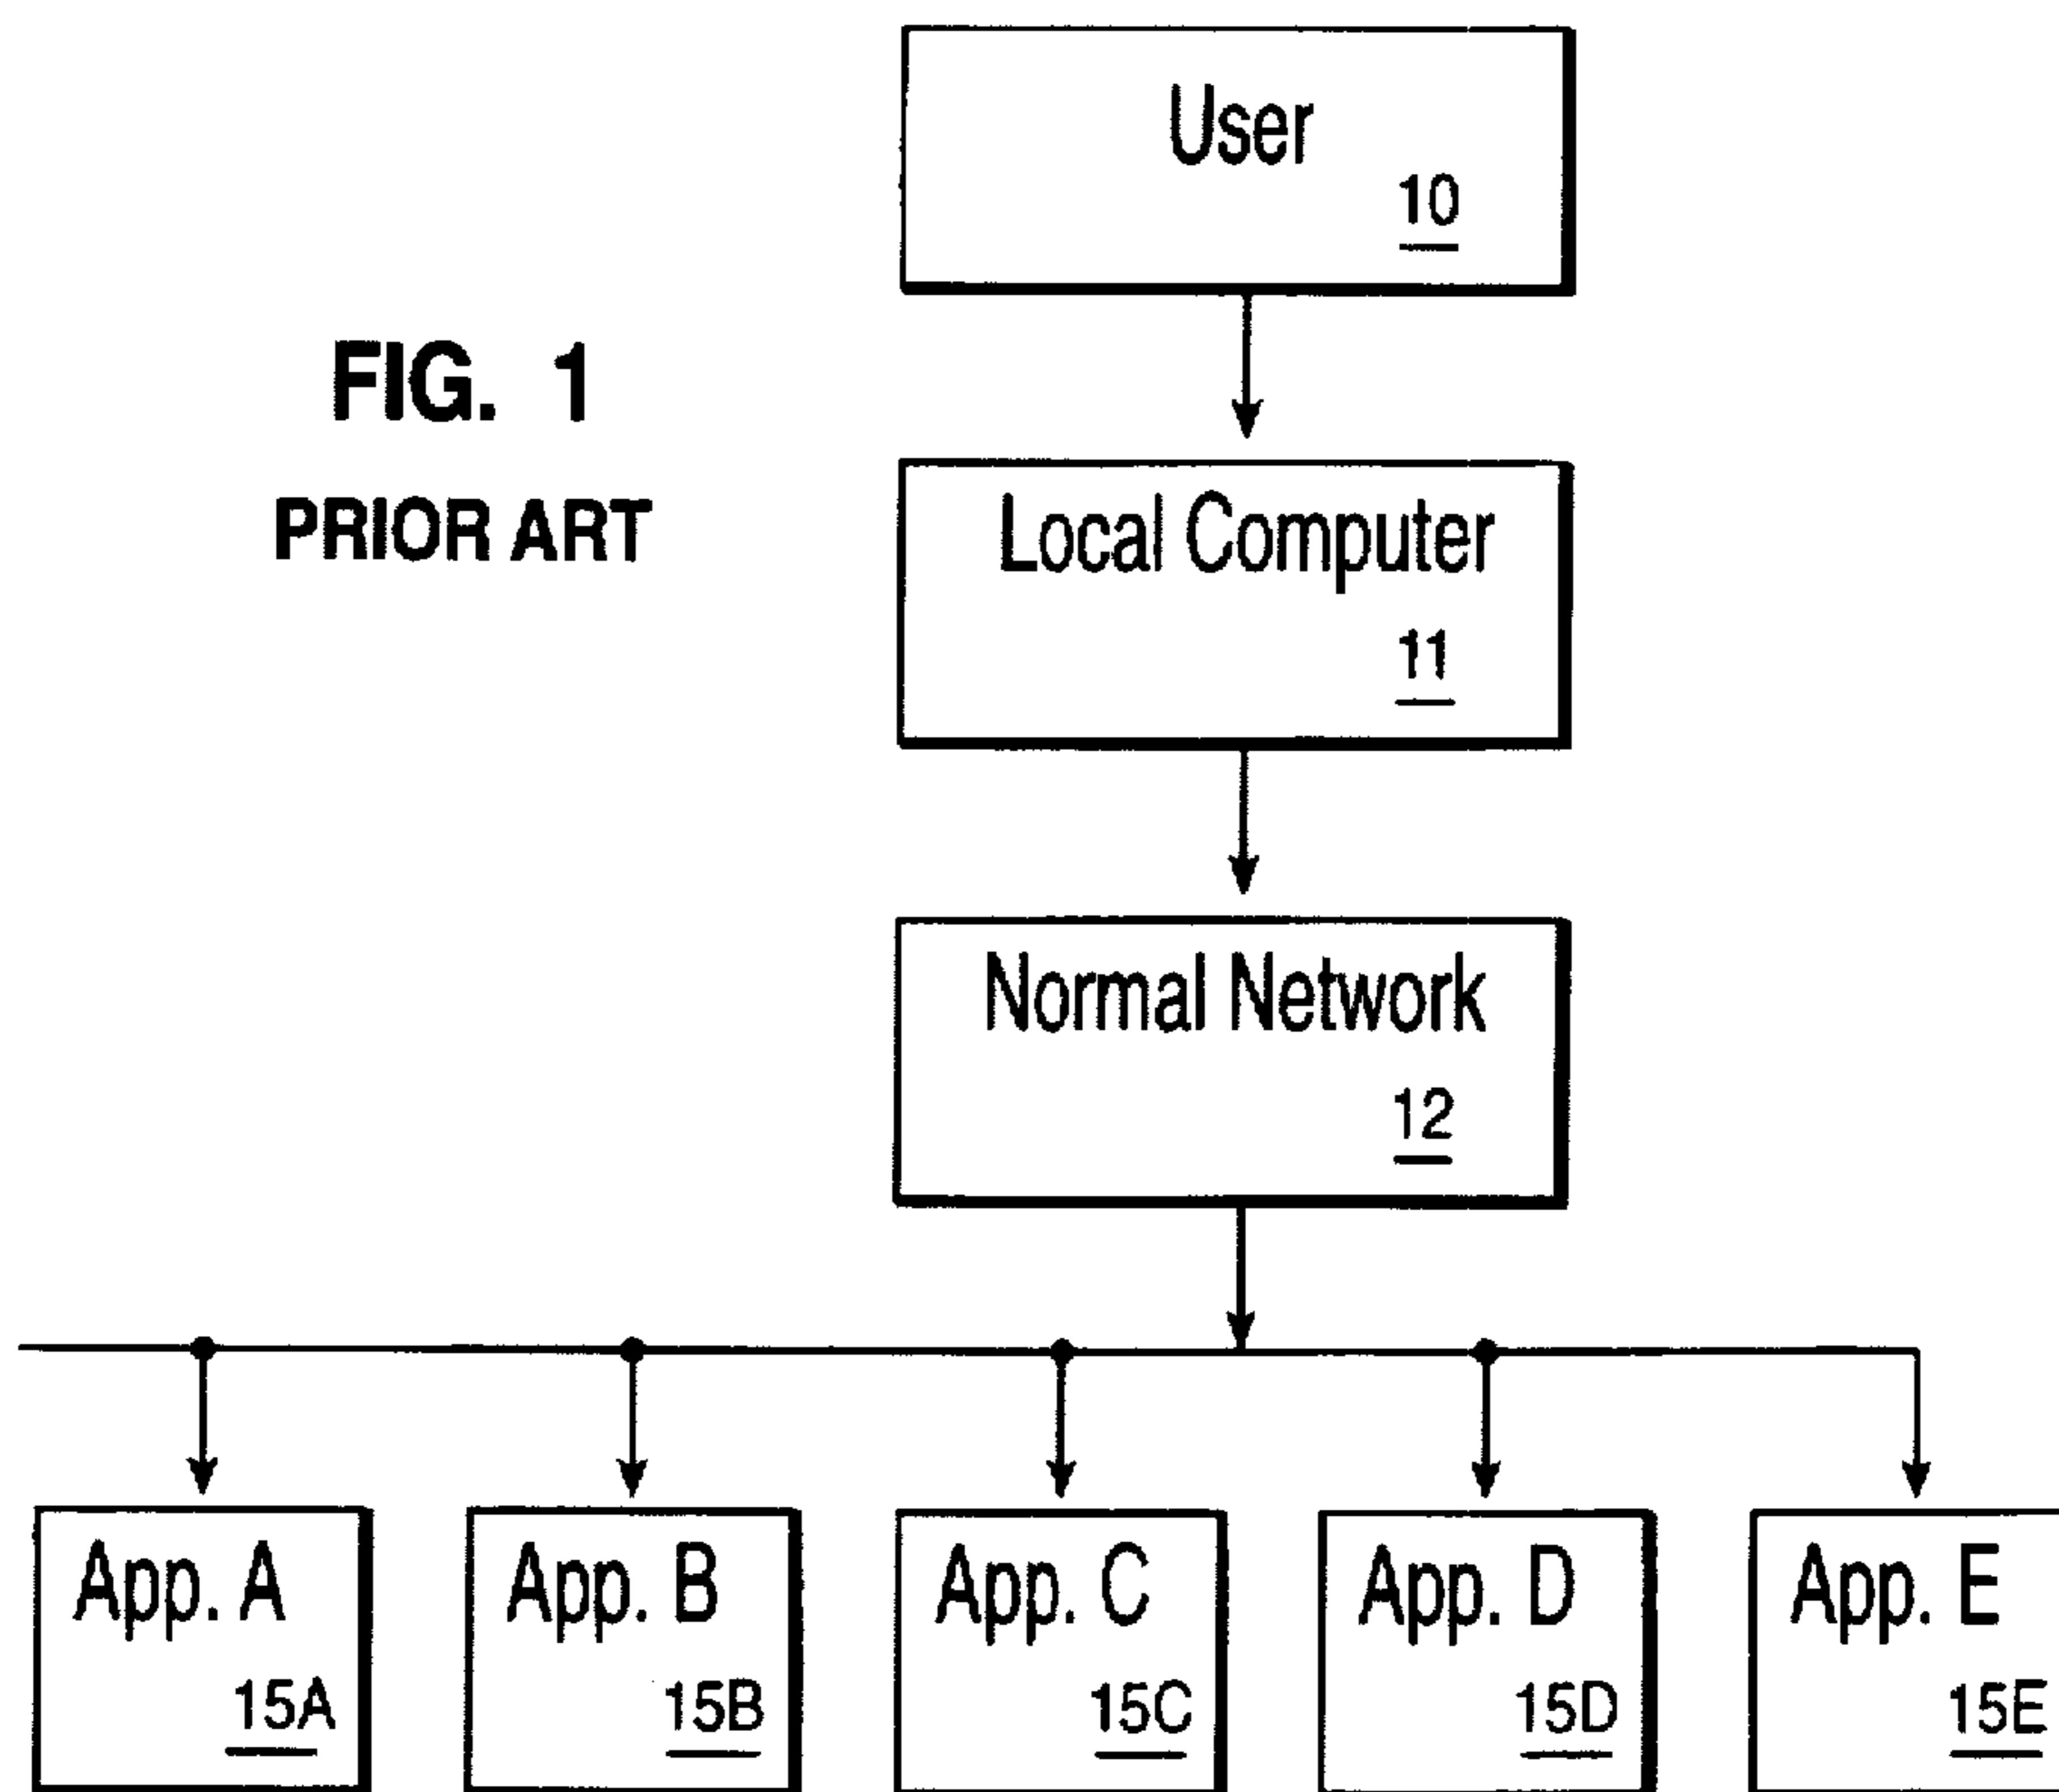 User
10
FIG. 1
PRIOR ART
Local Computer
11
Normal Network
12
App. A
15A
App. B
15B
App. C
15C
App. D
15D
App. E
15E